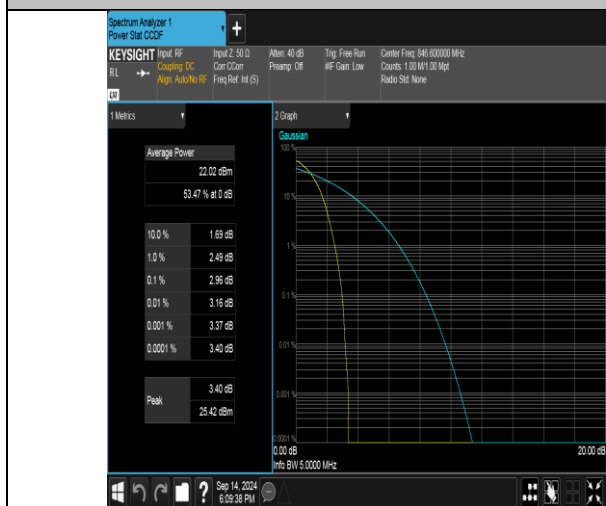 Spectrum Analyzer 1
Power Stat CCDF
+
KEYSIGHT Input: RF Input Z: 50 Ω Atten: 40 dB Trig: Free Run Center Freq: 846.600000 MHz
RL Coupling: DC Corr CCorr Preamp: Off #IF Gain: Low Counts: 1.00 M/1.00 Mpt
Align: Auto/No RF Freq Ref: Int (S) Radio Std: None
LM
1 Metrics
2 Graph
Average Power
22.02 dBm
53.47 % at 0 dB
10.0 % 1.69 dB
1.0 % 2.49 dB
0.1 % 2.96 dB
0.01 % 3.16 dB
0.001 % 3.37 dB
0.0001 % 3.40 dB
Peak 3.40 dB
25.42 dBm
Gaussian
100 %
10 %
1 %
0.1 %
0.01 %
0.001 %
0.0001 %
0.00 dB 20.00 dB
Info BW 5.0000 MHz
?
Sep 14, 2024
6:09:38 PM